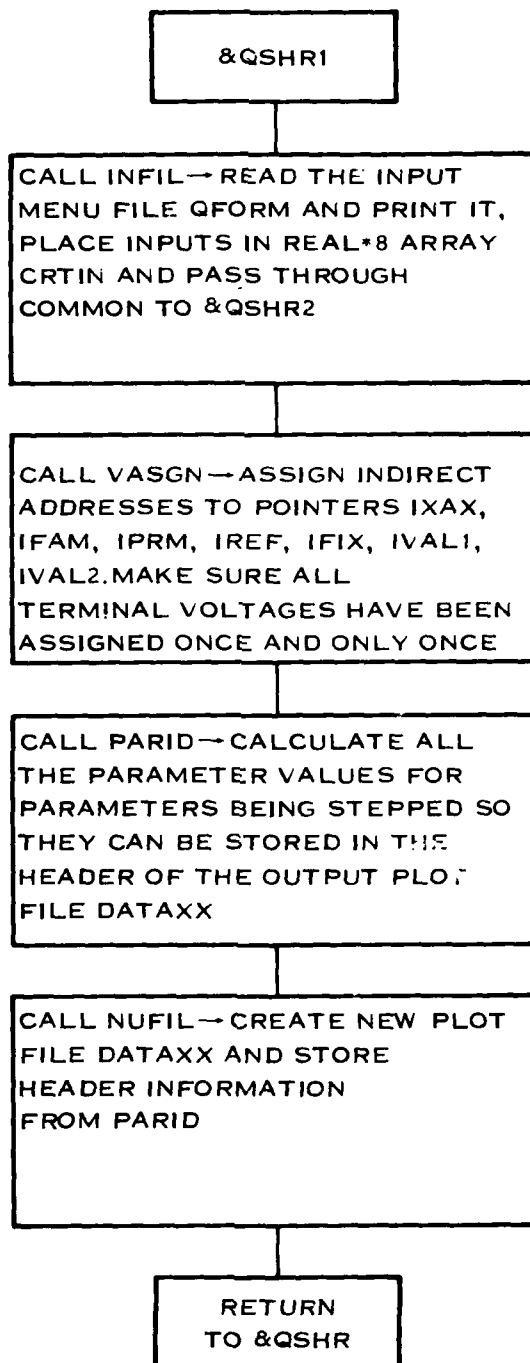 &QSHR1
CALL INFIL→READ THE INPUT
MENU FILE QFORM AND PRINT IT,
PLACE INPUTS IN REAL*8 ARRAY
CRTIN AND PASS THROUGH
COMMON TO &QSHR2
CALL VASGN→ASSIGN INDIRECT
ADDRESSES TO POINTERS IXAX,
IFAM, IPRM, IREF, IFIX, IVAL1,
IVAL2.MAKE SURE ALL
TERMINAL VOLTAGES HAVE BEEN
ASSIGNED ONCE AND ONLY ONCE
CALL PARID→CALCULATE ALL
THE PARAMETER VALUES FOR
PARAMETERS BEING STEPPED SO
THEY CAN BE STORED IN THE
HEADER OF THE OUTPUT PLOT
FILE DATAXX
CALL NUFIL→CREATE NEW PLOT
FILE DATAXX AND STORE
HEADER INFORMATION
FROM PARID
RETURN
TO &QSHR